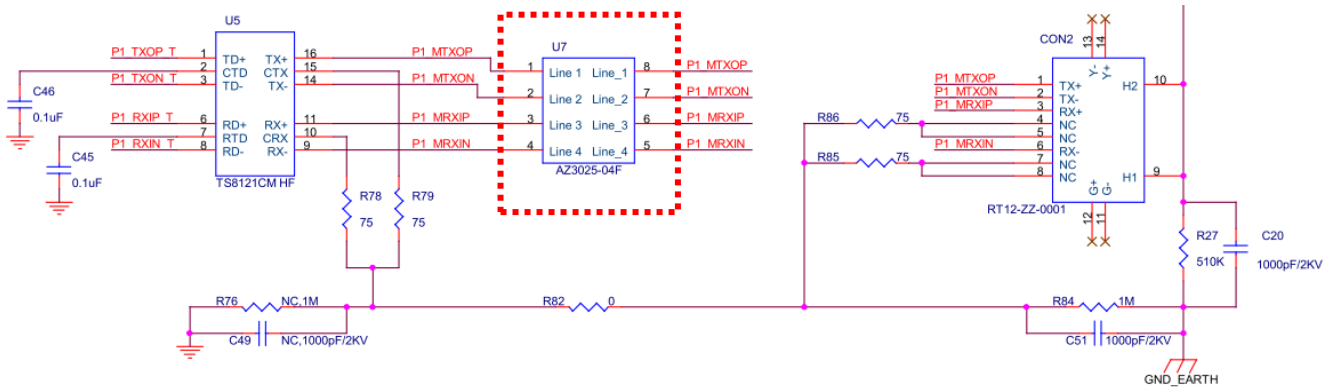 U5
P1_TXOP_T 1 TD+ TX+ 16 P1_MTXOP
2 CTD CTX 15
P1_TXON_T 3 TD- TX- 14 P1_MTXON
C46
0.1uF
P1_RXIP_T 6 RD+ RX+ 11 P1_MRXIP
7 RTD CRX 10
P1_RXIN_T 8 RD- RX- 9 P1_MRXIN
C45
0.1uF
TS8121CM HF
R78
75
R79
75
U7
1 Line 1 Line_1 8 P1_MTXOP
2 Line 2 Line_2 7 P1_MTXON
3 Line 3 Line_3 6 P1_MRXIP
4 Line 4 Line_4 5 P1_MRXIN
AZ3025-04F
CON2
13 14
Y- Y+
P1_MTXOP 1 TX+ H2 10
P1_MTXON 2 TX-
P1_MRXIP 3 RX+
R86 75 4 NC
5 NC
P1_MRXIN 6 RX-
R85 75 7 NC
8 NC H1 9
G+ G-
12 11
RT12-ZZ-0001
R27
510K
C20
1000pF/2KV
R76 NC,1M
C49 NC,1000pF/2KV
R82 0
R84 1M
C51 1000pF/2KV
GND_EARTH